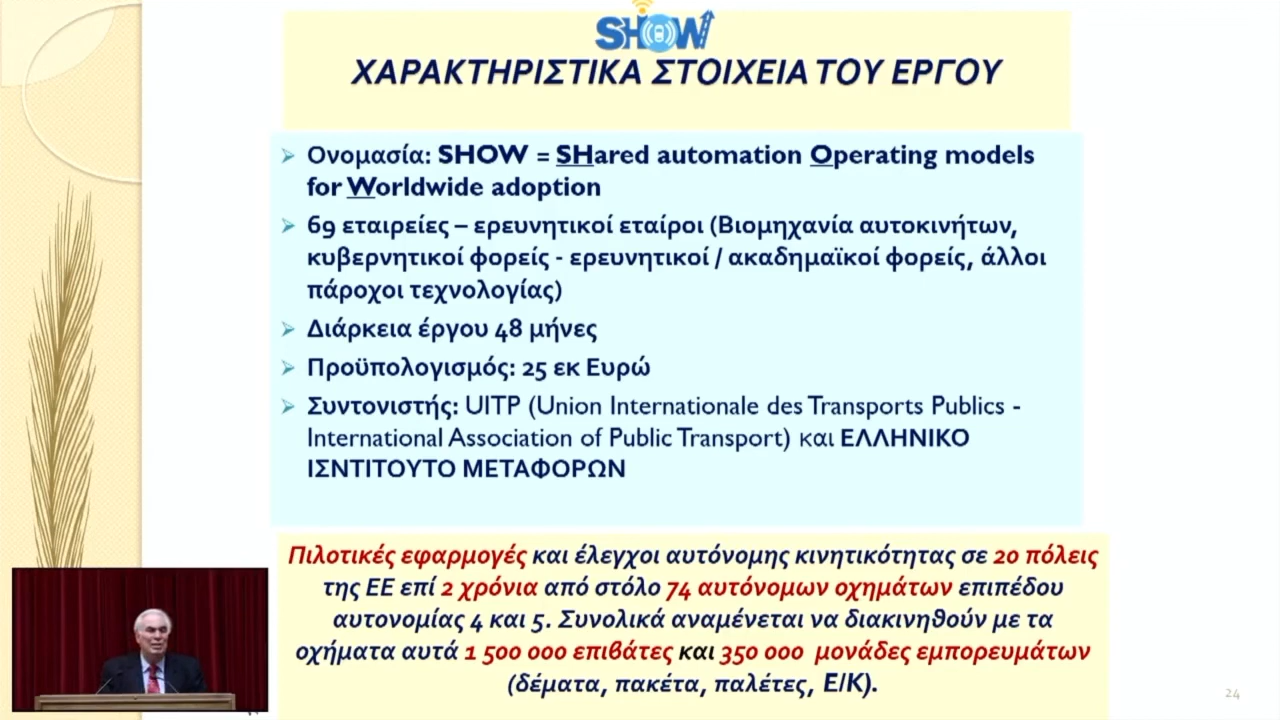 SHOW
ΧΑΡΑΚΤΗΡΙΣΤΙΚΑ ΣΤΟΙΧΕΙΑ ΤΟΥ ΕΡΓΟΥ
Ονομασία: SHOW = SHared automation Operating models
for Worldwide adoption
69 εταιρείες – ερευνητικοί εταίροι (Βιομηχανία αυτοκινήτων,
κυβερνητικοί φορείς - ερευνητικοί / ακαδημαϊκοί φορείς, άλλοι
πάροχοι τεχνολογίας)
Διάρκεια έργου 48 μήνες
Προϋπολογισμός: 25 εκ Ευρώ
Συντονιστής: UITP (Union Internationale des Transports Publics -
International Association of Public Transport) και ΕΛΛΗΝΙΚΟ
ΙΣΝΤΙΤΟΥΤΟ ΜΕΤΑΦΟΡΩΝ
Πιλοτικές εφαρμογές και έλεγχοι αυτόνομης κινητικότητας σε 20 πόλεις
της ΕΕ επί 2 χρόνια από στόλο 74 αυτόνομων οχημάτων επιπέδου
αυτονομίας 4 και 5. Συνολικά αναμένεται να διακινηθούν με τα
οχήματα αυτά 1 500 000 επιβάτες και 350 000 μονάδες εμπορευμάτων
(δέματα, πακέτα, παλέτες, Ε/Κ).
24